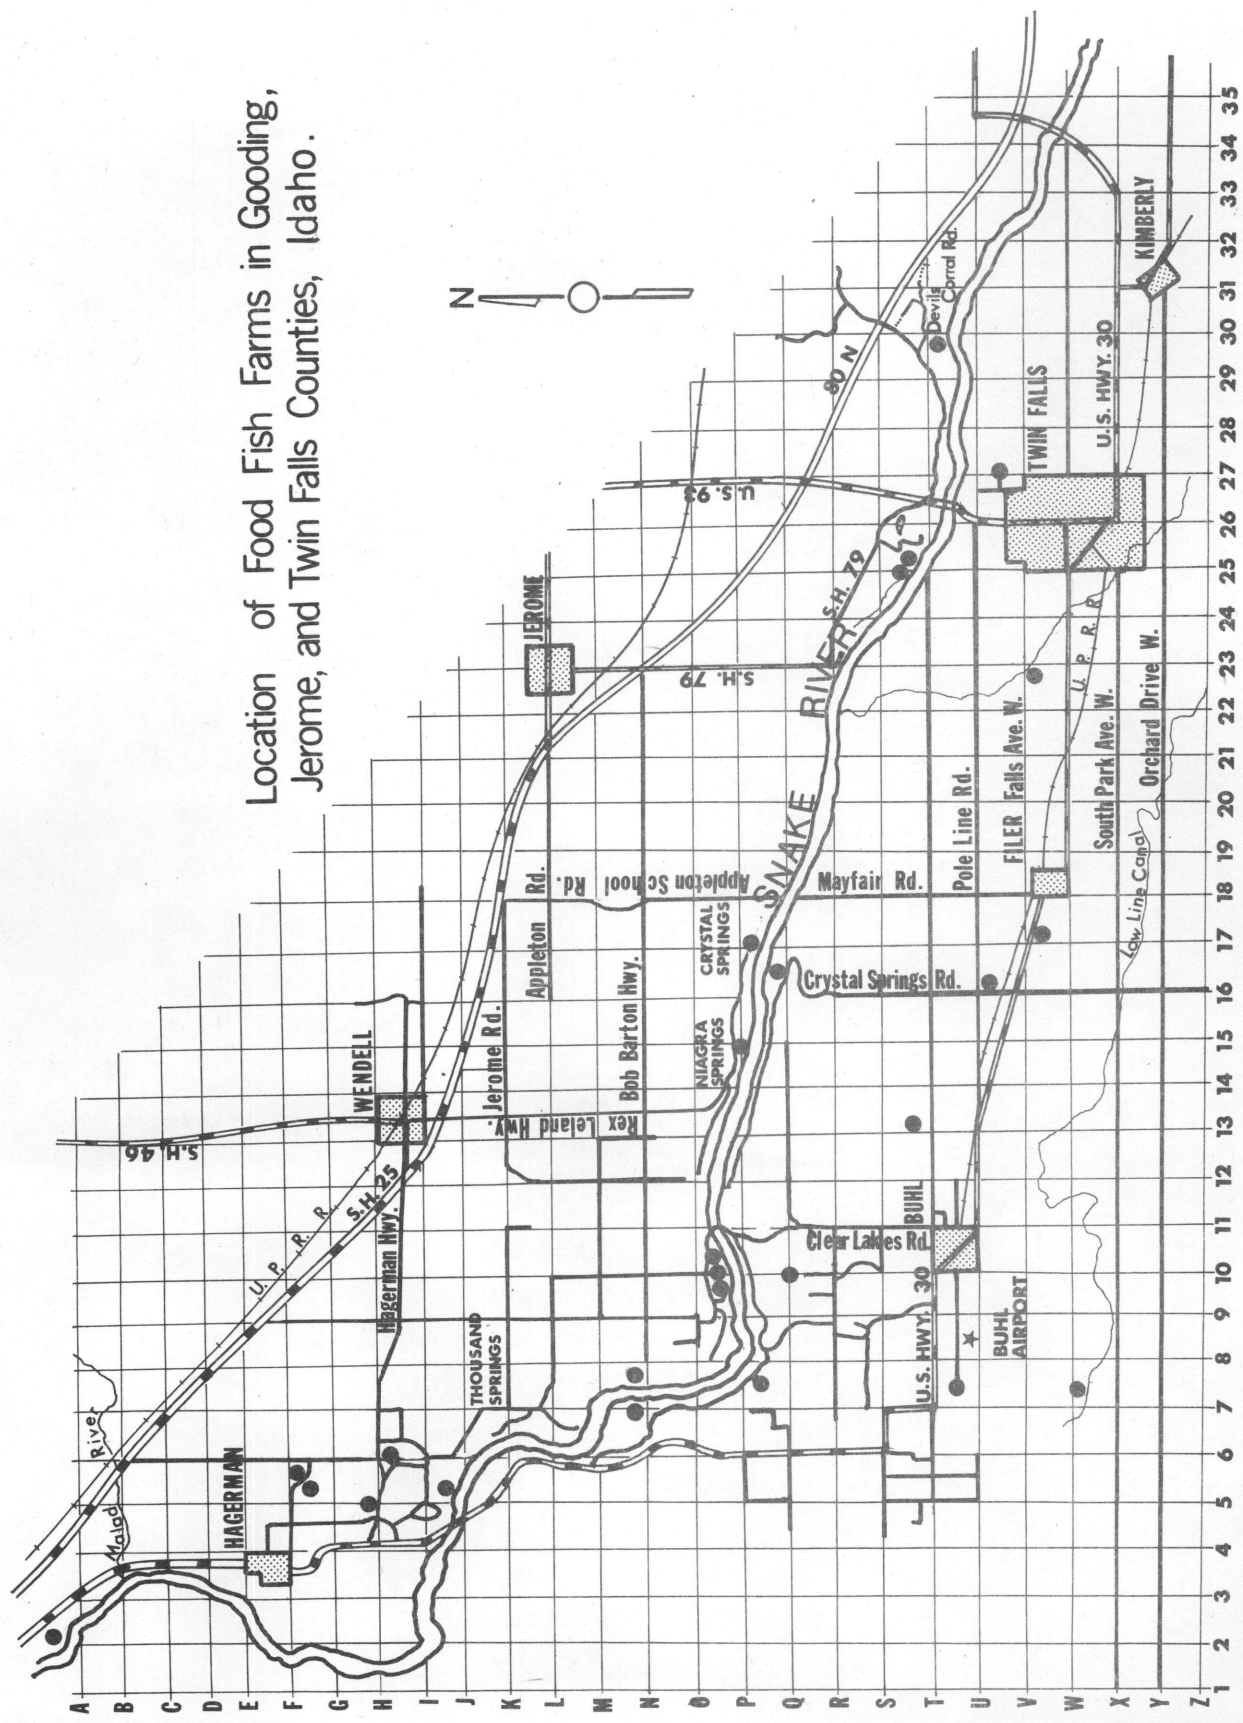 Location of Food Fish Farms in Gooding,
Jerome, and Twin Falls Counties, Idaho.
N
80 N
Devils
Corral Rd.
U.S. 93
TWIN FALLS
U.S. HWY. 30
KIMBERLY
JEROME
S.H. 79
S.H. 79
SNAKE RIVER
U. P. R. R
Pole Line Rd.
FILER Falls Ave. N.
South Park Ave. W.
Orchard Drive W.
Low Line Canal
Appleton Rd.
Appleton School Rd.
Mayfair Rd.
CRYSTAL
SPRINGS
Crystal Springs Rd.
NIAGRA
SPRINGS
Bob Barton Hwy.
Jerome Rd.
Rex Leland Hwy.
WENDELL
S.H. 46
S.H. 25
U. P. R. R
Hagerman Hwy.
THOUSAND
SPRINGS
Clear Lakes Rd.
BUHL
U.S. HWY. 30
BUHL
AIRPORT
HAGERMAN
Malad River
A B C D E F G H I J K L M N O P Q R S T U V W X Y Z
1 2 3 4 5 6 7 8 9 10 11 12 13 14 15 16 17 18 19 20 21 22 23 24 25 26 27 28 29 30 31 32 33 34 35